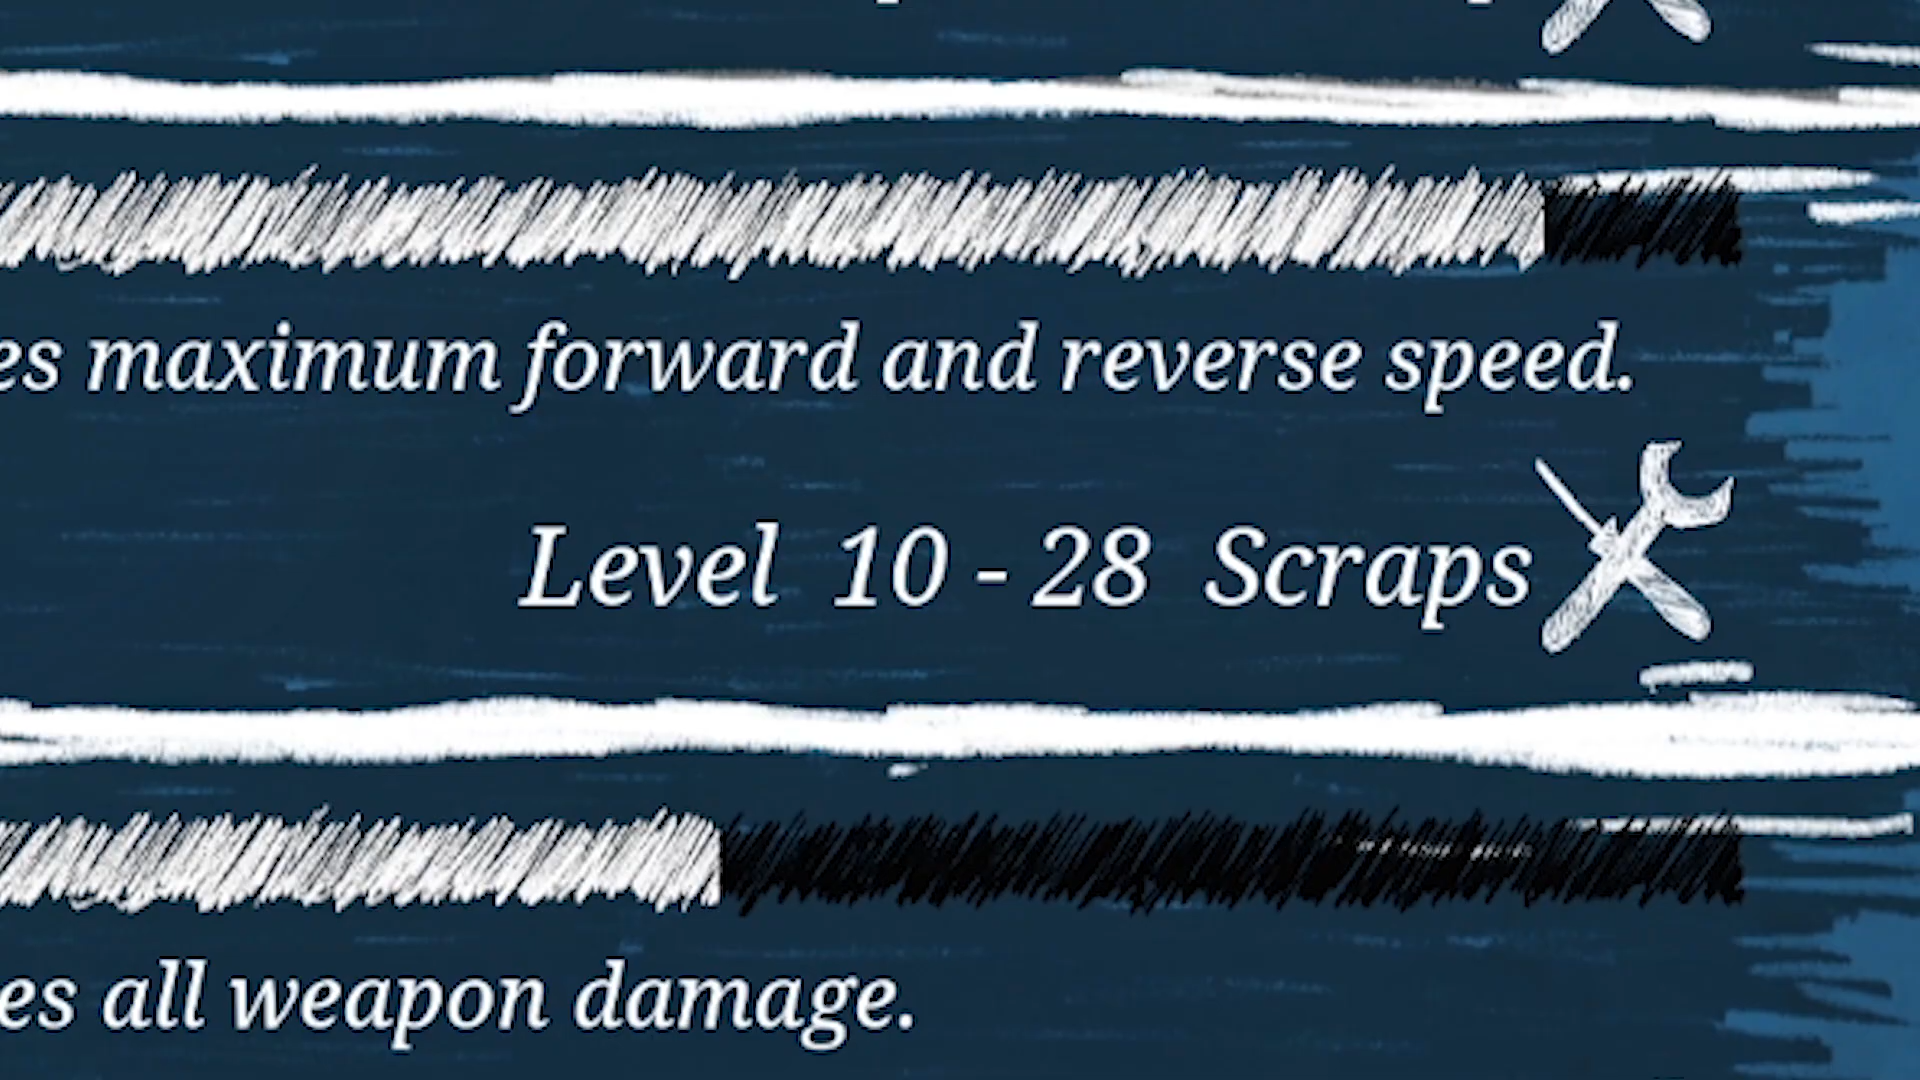 es maximum forward and reverse speed.
Level 10 - 28 Scraps
es all weapon damage.